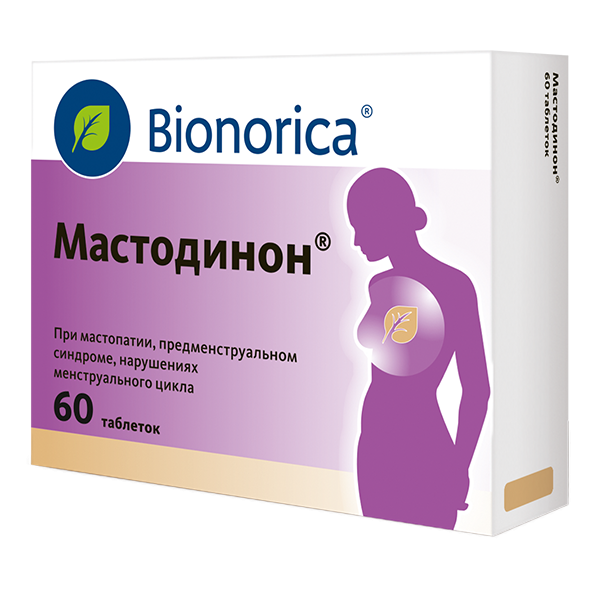 Bionorica®
Мастодинон®
При мастопатии, предменструальном
синдроме, нарушениях
менструального цикла
60 таблеток
Мастодинон®
60 таблеток